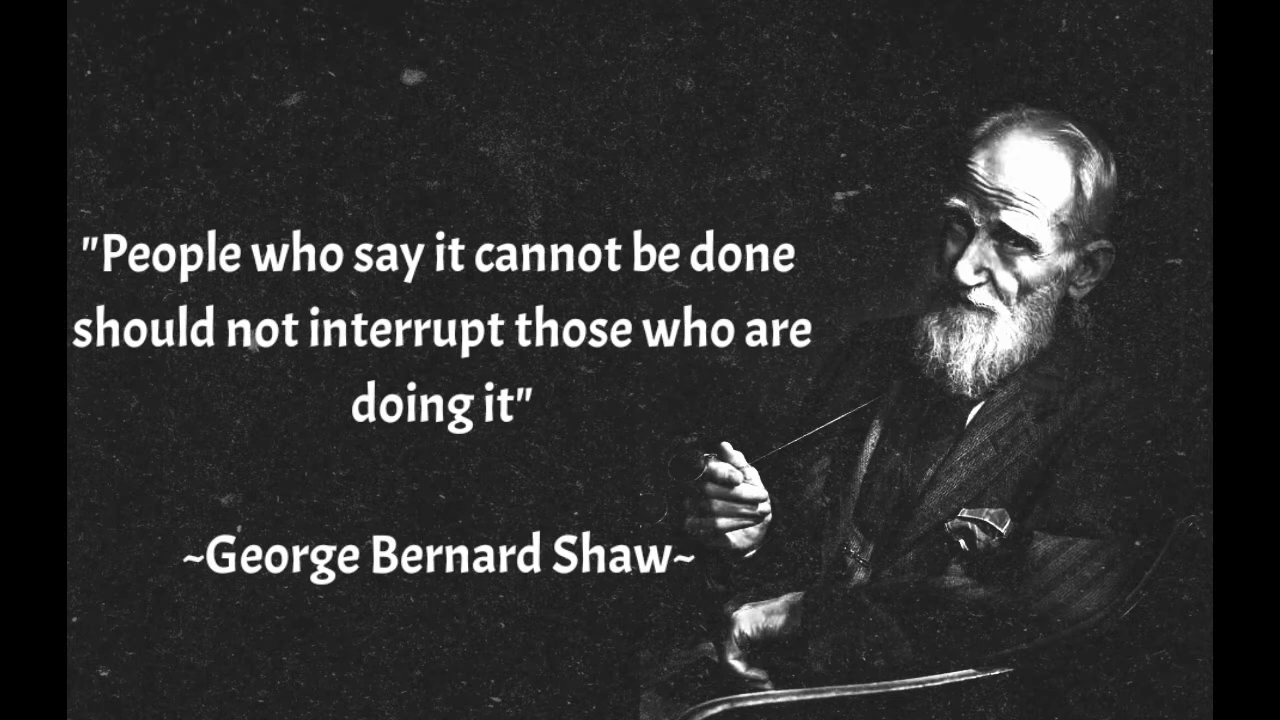 "People who say it cannot be done
should not interrupt those who are
doing it"
~George Bernard Shaw~